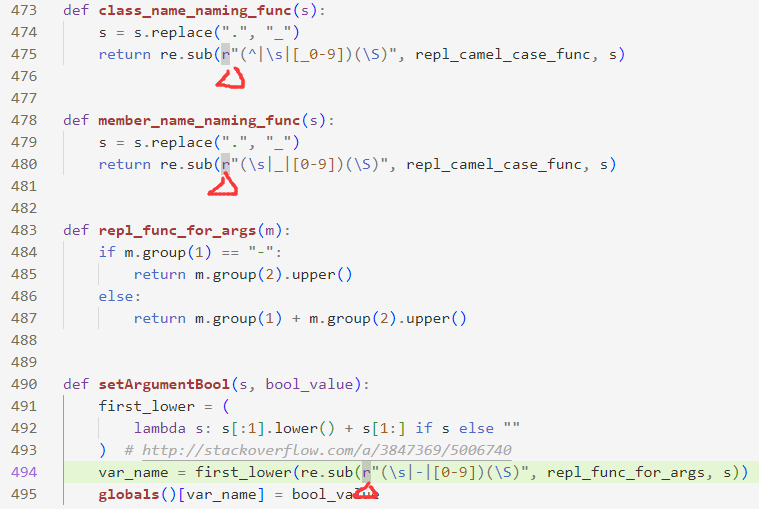 473 def class_name_naming_func(s):
474     s = s.replace(".", "_")
475     return re.sub(r"(^|\s|[_0-9])(\S)", repl_camel_case_func, s)
476
477
478 def member_name_naming_func(s):
479     s = s.replace(".", "_")
480     return re.sub(r"(\s|_|[0-9])(\S)", repl_camel_case_func, s)
481
482
483 def repl_func_for_args(m):
484     if m.group(1) == "-":
485         return m.group(2).upper()
486     else:
487         return m.group(1) + m.group(2).upper()
488
489
490 def setArgumentBool(s, bool_value):
491     first_lower = (
492         lambda s: s[:1].lower() + s[1:] if s else ""
493     )  # http://stackoverflow.com/a/3847369/5006740
494     var_name = first_lower(re.sub(r"(\s|-|[0-9])(\S)", repl_func_for_args, s))
495     globals()[var_name] = bool_value